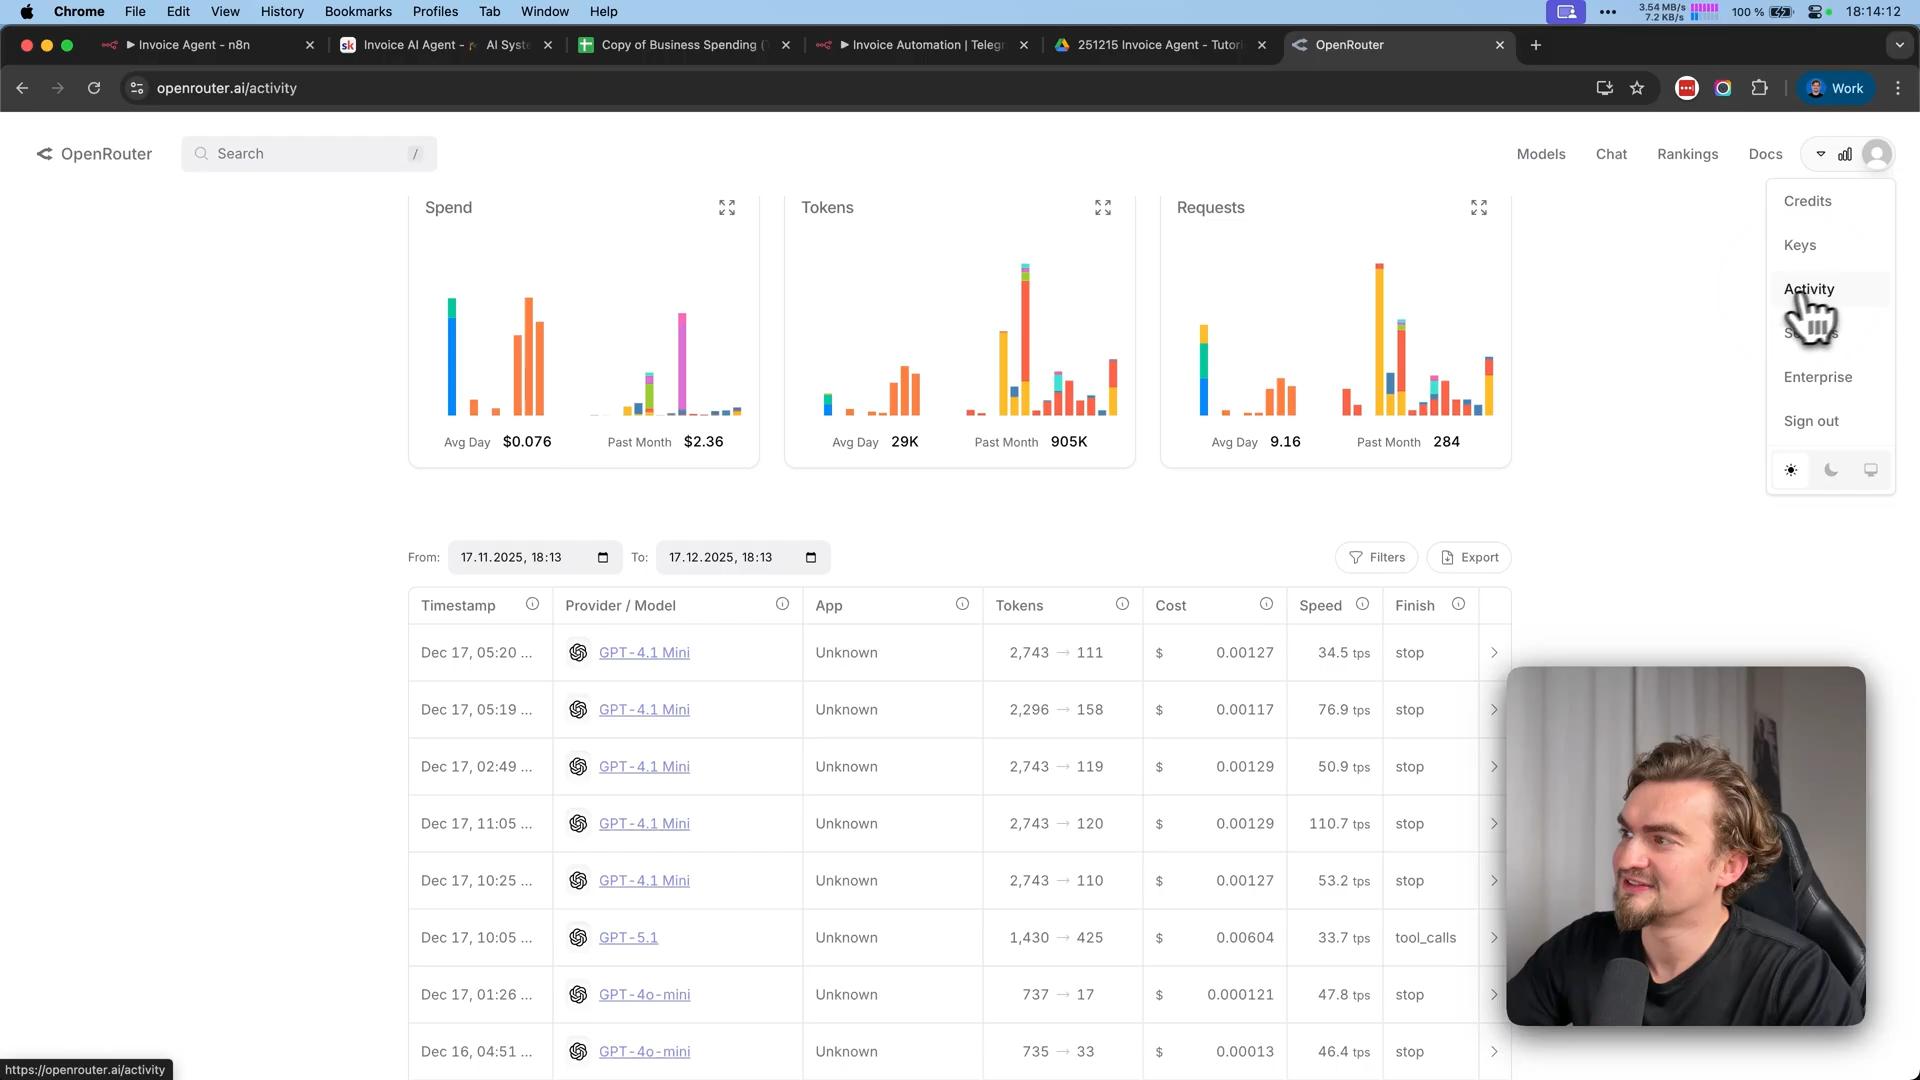 Chrome File Edit View History Bookmarks Profiles Tab Window Help
3.54 MB/s
7.2 KB/s
100 % 18:14:12
Invoice Agent - n8n
sk Invoice AI Agent - AI Syste
Copy of Business Spending (
Invoice Automation | Telegr
251215 Invoice Agent - Tutori
OpenRouter
openrouter.ai/activity
Work
OpenRouter
Search /
Models Chat Rankings Docs
Credits
Keys
Activity
Enterprise
Sign out
Spend
Avg Day $0.076 Past Month $2.36
Tokens
Avg Day 29K Past Month 905K
Requests
Avg Day 9.16 Past Month 284
From: 17.11.2025, 18:13 To: 17.12.2025, 18:13
Filters Export
Timestamp Provider / Model App Tokens Cost Speed Finish
Dec 17, 05:20 ... GPT-4.1 Mini Unknown 2,743 → 111 $ 0.00127 34.5 tps stop
Dec 17, 05:19 ... GPT-4.1 Mini Unknown 2,296 → 158 $ 0.00117 76.9 tps stop
Dec 17, 02:49 ... GPT-4.1 Mini Unknown 2,743 → 119 $ 0.00129 50.9 tps stop
Dec 17, 11:05 ... GPT-4.1 Mini Unknown 2,743 → 120 $ 0.00129 110.7 tps stop
Dec 17, 10:25 ... GPT-4.1 Mini Unknown 2,743 → 110 $ 0.00127 53.2 tps stop
Dec 17, 10:05 ... GPT-5.1 Unknown 1,430 → 425 $ 0.00604 33.7 tps tool_calls
Dec 17, 01:26 ... GPT-4o-mini Unknown 737 → 17 $ 0.000121 47.8 tps stop
Dec 16, 04:51 ... GPT-4o-mini Unknown 735 → 33 $ 0.00013 46.4 tps stop
https://openrouter.ai/activity